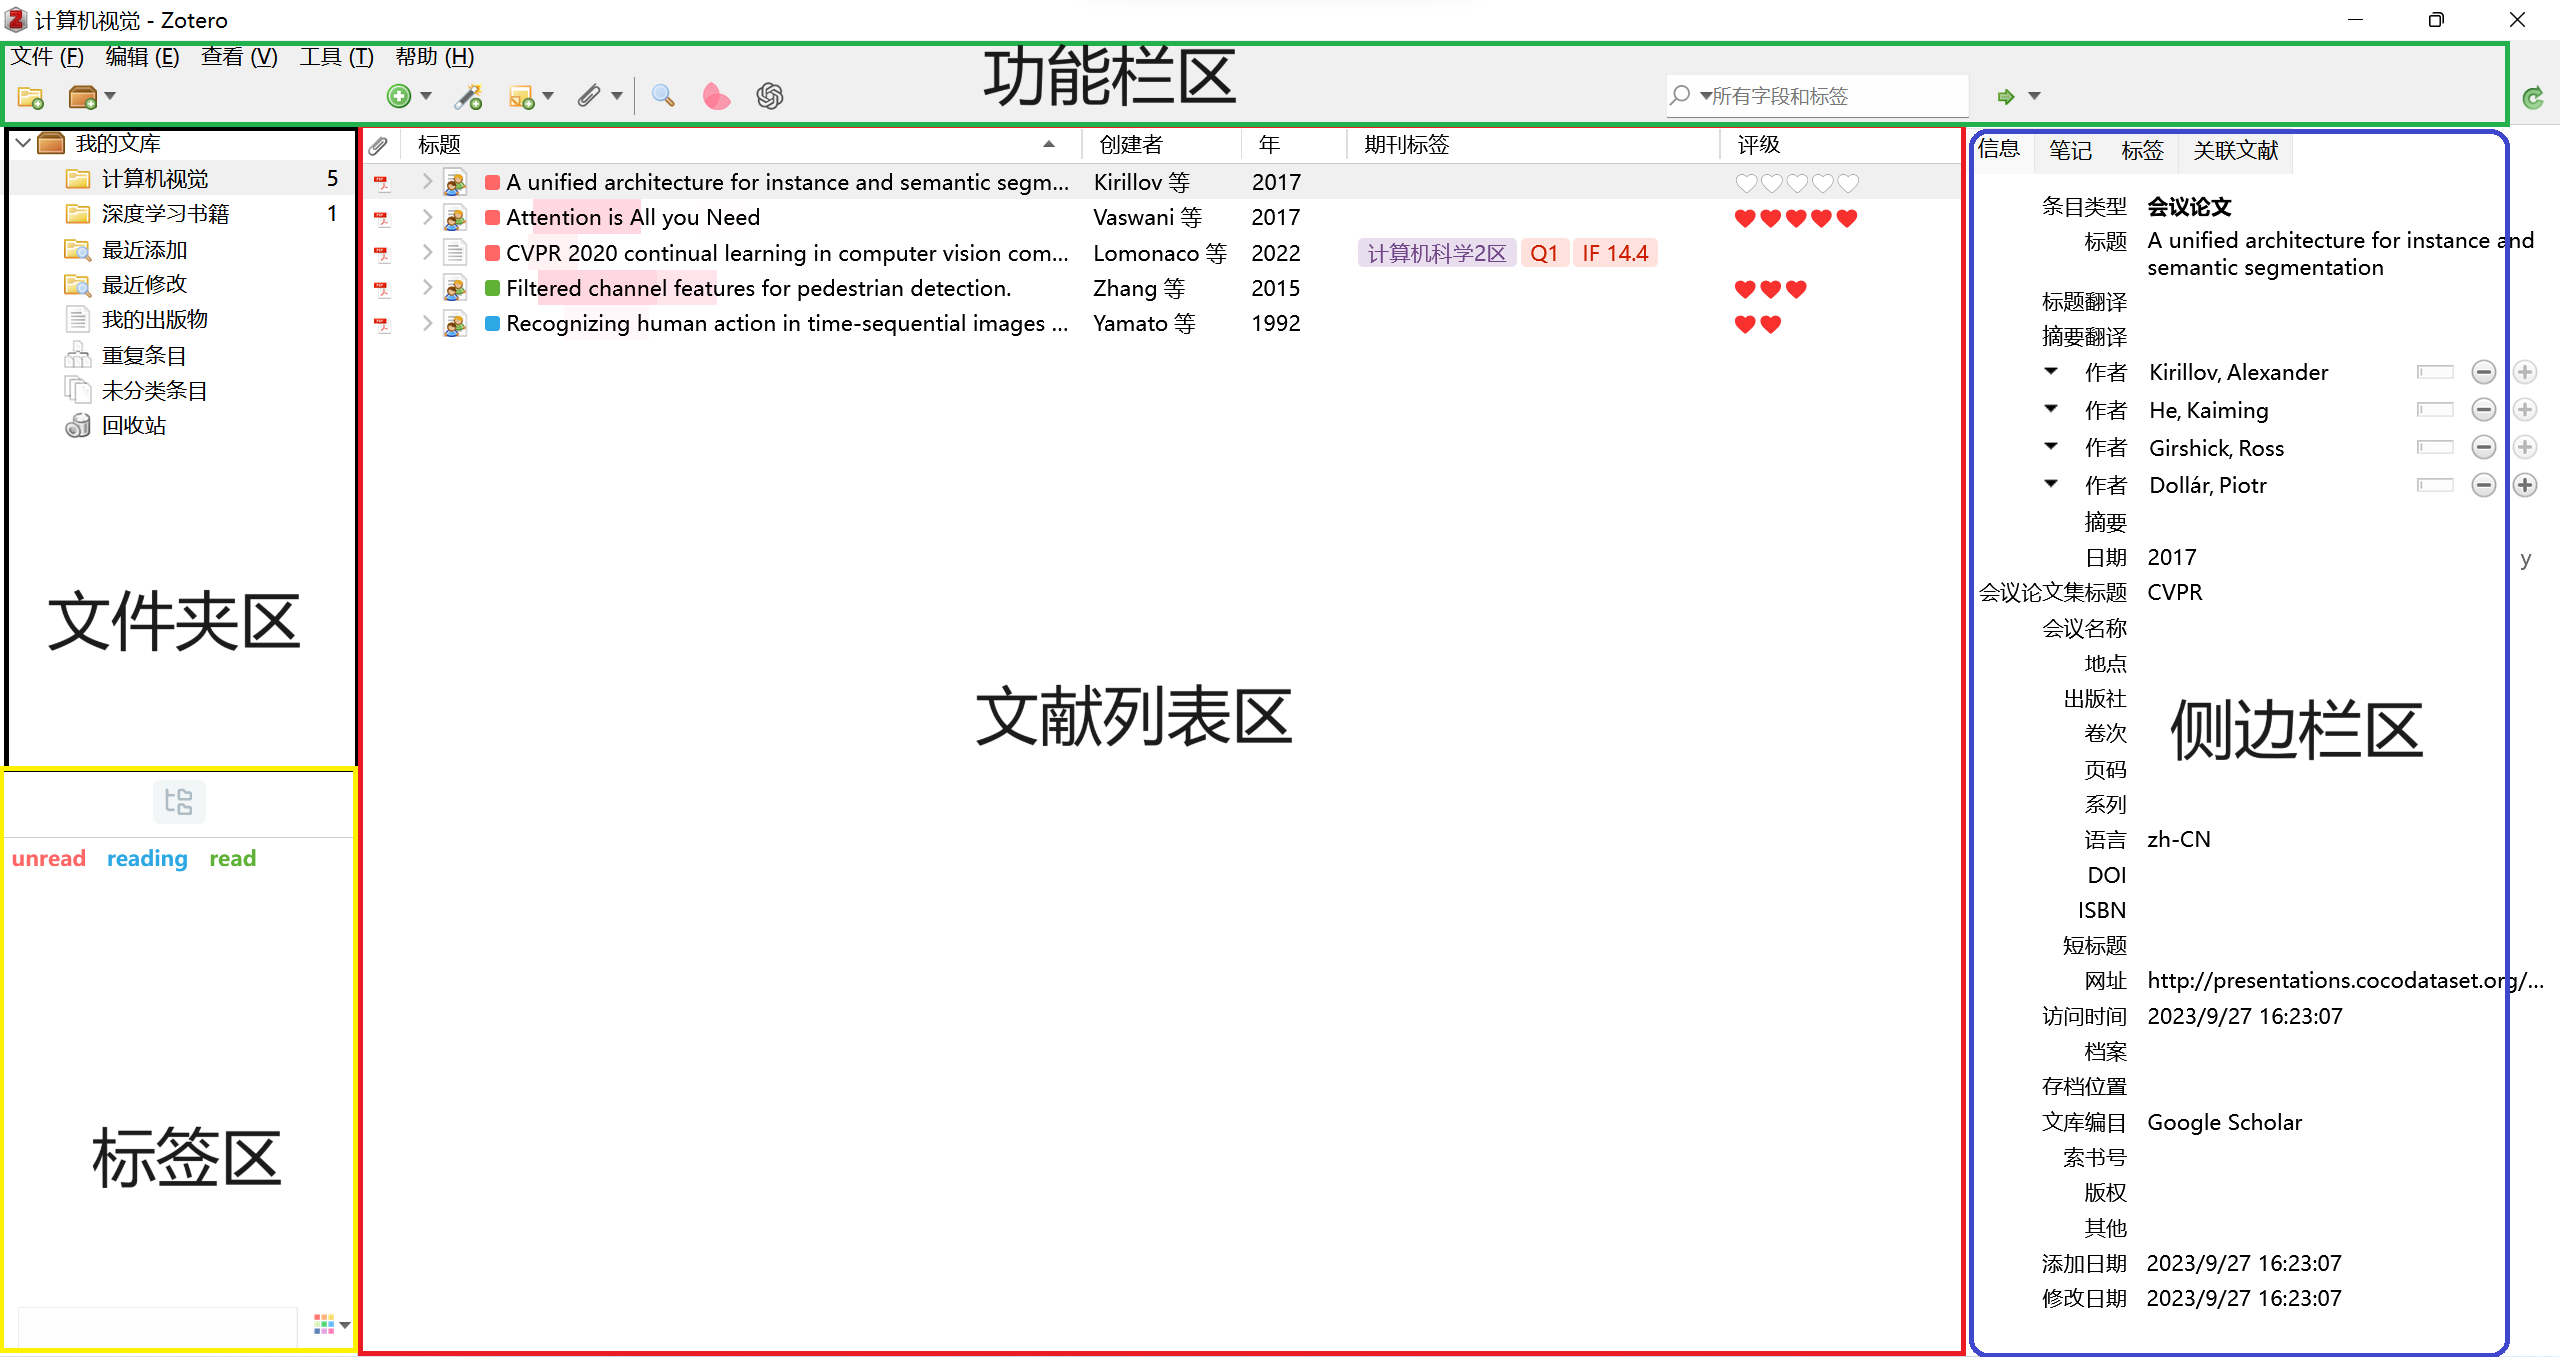 计算机视觉 - Zotero
文件 (F) 编辑 (E) 查看 (V) 工具 (T) 帮助 (H)
功能栏区
所有字段和标签
我的文库
计算机视觉 5
深度学习书籍 1
最近添加
最近修改
我的出版物
重复条目
未分类条目
回收站
文件夹区
unread reading read
标签区
标题 创建者 年 期刊标签 评级
A unified architecture for instance and semantic segm... Kirillov 等 2017
Attention is All you Need Vaswani 等 2017
CVPR 2020 continual learning in computer vision com... Lomonaco 等 2022 计算机科学2区 Q1 IF 14.4
Filtered channel features for pedestrian detection. Zhang 等 2015
Recognizing human action in time-sequential images ... Yamato 等 1992
文献列表区
信息 笔记 标签 关联文献
条目类型 会议论文
标题 A unified architecture for instance and
semantic segmentation
标题翻译
摘要翻译
作者 Kirillov, Alexander
作者 He, Kaiming
作者 Girshick, Ross
作者 Dollár, Piotr
摘要
日期 2017 y
会议论文集标题 CVPR
会议名称
地点
出版社
卷次
侧边栏区
页码
系列
语言 zh-CN
DOI
ISBN
短标题
网址 http://presentations.cocodataset.org/...
访问时间 2023/9/27 16:23:07
档案
存档位置
文库编目 Google Scholar
索书号
版权
其他
添加日期 2023/9/27 16:23:07
修改日期 2023/9/27 16:23:07